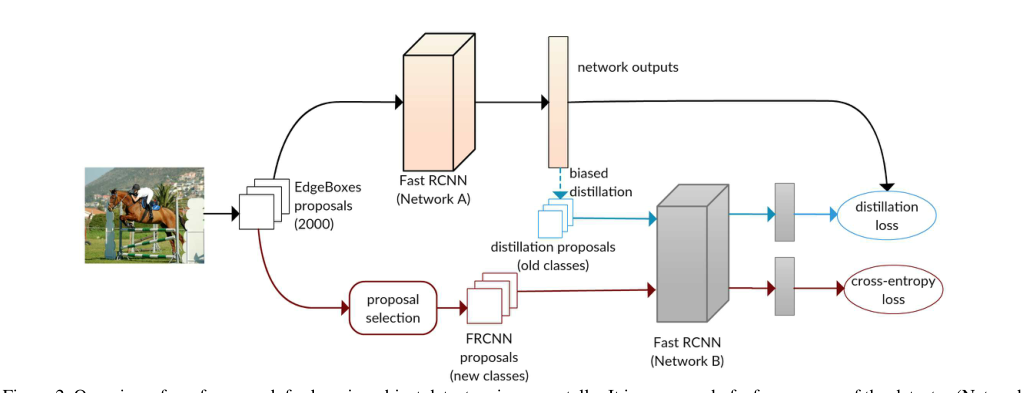 network outputs
biased
distillation
EdgeBoxes
proposals
(2000)
Fast RCNN
(Network A)
distillation proposals
(old classes)
distillation
loss
proposal
selection
cross-entropy
loss
FRCNN
proposals
(new classes)
Fast RCNN
(Network B)